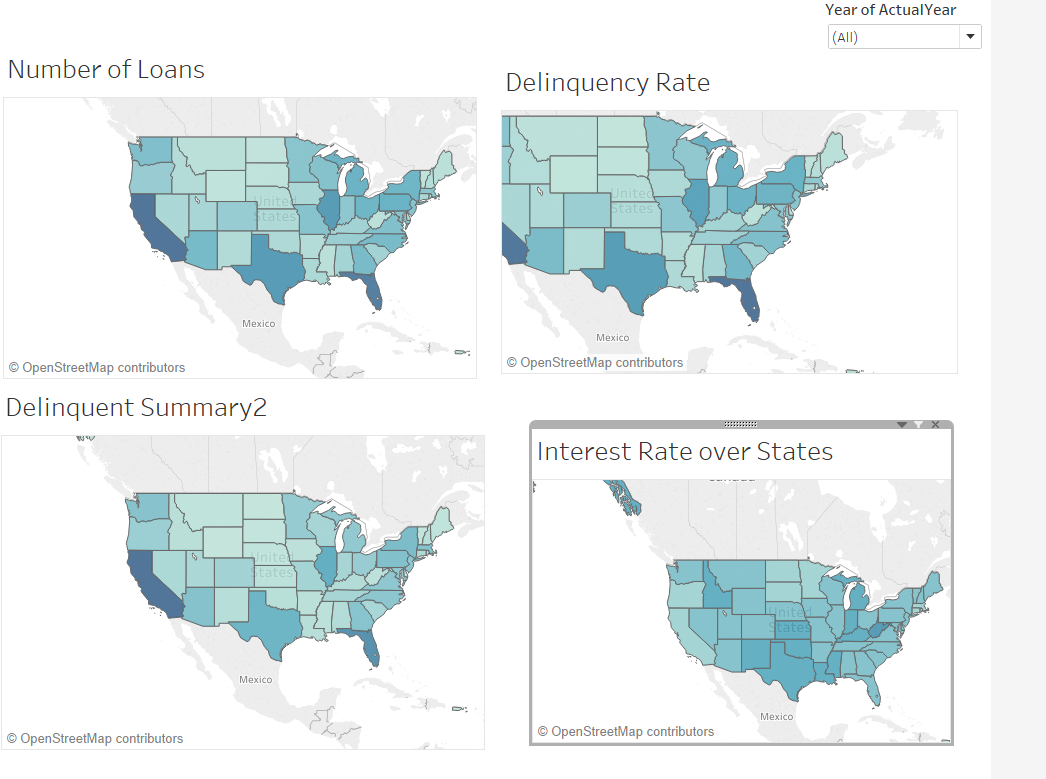 Year of ActualYear
(All)
Number of Loans
United
States
Mexico
© OpenStreetMap contributors
Delinquency Rate
United
States
Mexico
© OpenStreetMap contributors
Delinquent Summary2
United
States
Mexico
© OpenStreetMap contributors
Interest Rate over States
United
States
Mexico
© OpenStreetMap contributors